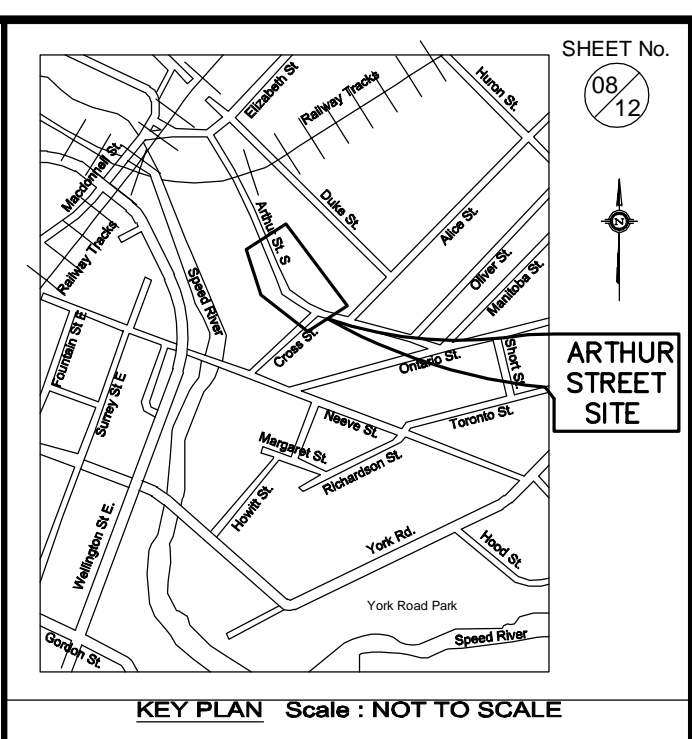 SHEET No.
08
12
Elizabeth St
Railway Tracks
Huron St.
Macdonnell St.
Duke St.
Arthur St. S
Alice St.
N
Railway Tracks
Speed River
Oliver St.
Manitoba St.
Fountain St E
Cross St.
Ontario St.
Short St.
ARTHUR
STREET
SITE
Surrey St E
Neeve St.
Toronto St.
Margaret St.
Richardson St.
Howitt St.
Wellington St E.
York Rd.
Hood St.
York Road Park
Gordon St.
Speed River
KEY PLAN Scale : NOT TO SCALE